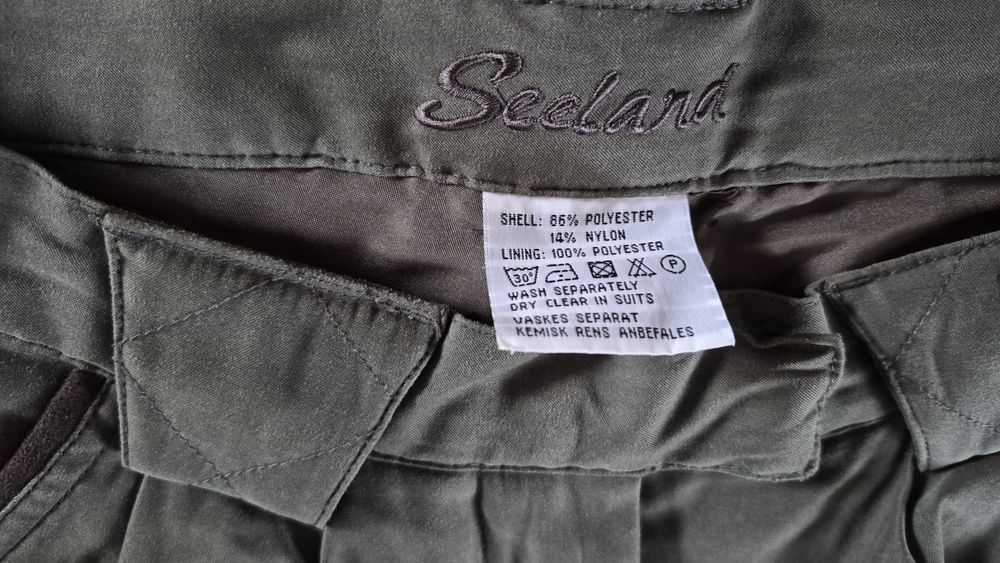 Seeland
SHELL: 86% POLYESTER
14% NYLON
LINING: 100% POLYESTER
30° P
WASH SEPARATELY
DRY CLEAR IN SUITS
VASKES SEPARAT
KEMISK RENS ANBEFALES